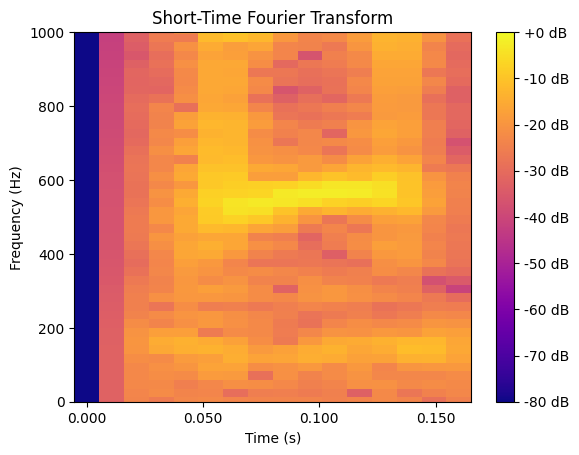 Short-Time Fourier Transform
1000
800
600
400
200
0
Frequency (Hz)
0.000
0.050
0.100
0.150
Time (s)
+0 dB
-10 dB
-20 dB
-30 dB
-40 dB
-50 dB
-60 dB
-70 dB
-80 dB